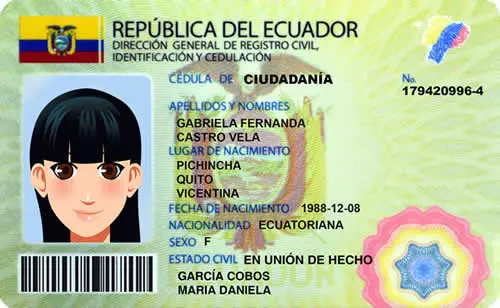 REPÚBLICA DEL ECUADOR
DIRECCIÓN GENERAL DE REGISTRO CIVIL,
IDENTIFICACIÓN Y CEDULACIÓN
CÉDULA DE CIUDADANÍA
No. 179420996-4
APELLIDOS Y NOMBRES
GABRIELA FERNANDA
CASTRO VELA
LUGAR DE NACIMIENTO
PICHINCHA
QUITO
VICENTINA
FECHA DE NACIMIENTO 1988-12-08
NACIONALIDAD ECUATORIANA
SEXO F
ESTADO CIVIL EN UNIÓN DE HECHO
GARCÍA COBOS
MARIA DANIELA